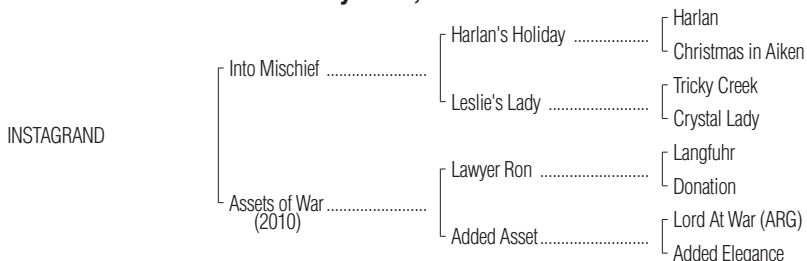 Harlan
Harlan's Holiday ....................
Christmas in Aiken
Into Mischief .........................
Tricky Creek
Leslie's Lady .........................
Crystal Lady
INSTAGRAND
Langfuhr
Lawyer Ron ...........................
Donation
Assets of War .........................
(2010)
Lord At War (ARG)
Added Asset...........................
Added Elegance